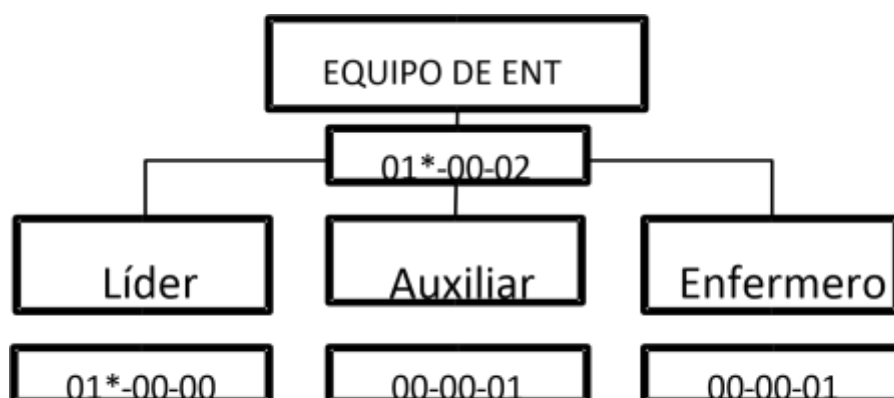 EQUIPO DE ENT
01*-00-02
Líder
Auxiliar
Enfermero
01*-00-00
00-00-01
00-00-01